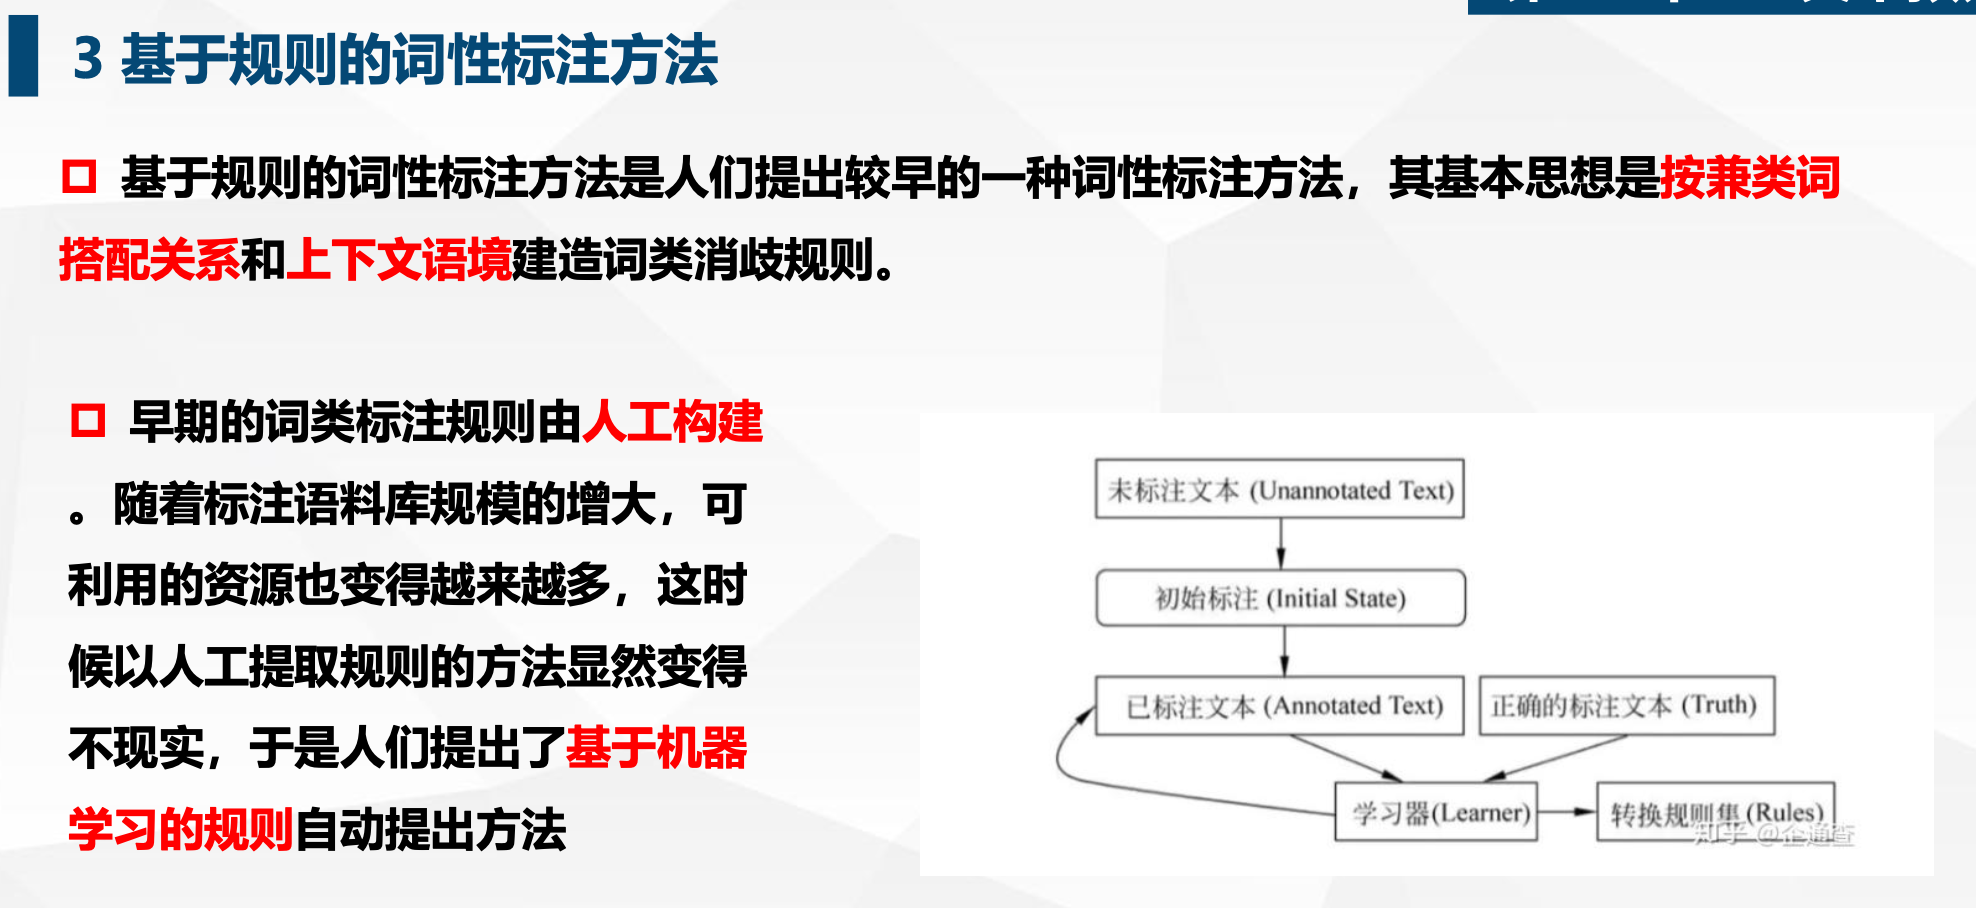 3 基于规则的词性标注方法
基于规则的词性标注方法是人们提出较早的一种词性标注方法，其基本思想是按兼类词
搭配关系和上下文语境建造词类消歧规则。
早期的词类标注规则由人工构建
。随着标注语料库规模的增大，可
利用的资源也变得越来越多，这时
候以人工提取规则的方法显然变得
不现实，于是人们提出了基于机器
学习的规则自动提出方法
未标注文本 (Unannotated Text)
初始标注 (Initial State)
已标注文本 (Annotated Text)
正确的标注文本 (Truth)
学习器(Learner)
转换规则集 (Rules)
知乎 @企通查